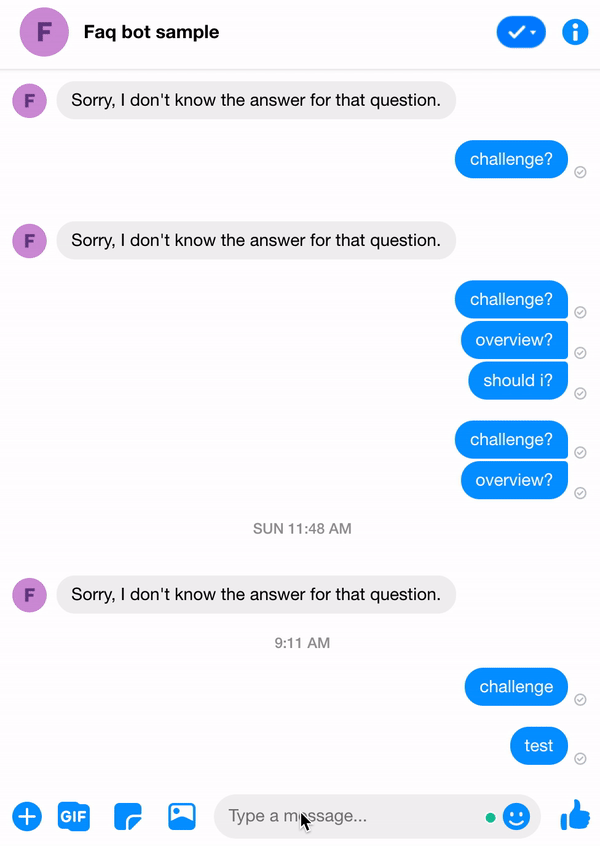 F
Faq bot sample
F
Sorry, I don't know the answer for that question.
challenge?
F
Sorry, I don't know the answer for that question.
challenge?
overview?
should i?
challenge?
overview?
SUN 11:48 AM
F
Sorry, I don't know the answer for that question.
9:11 AM
challenge
test
GIF
Type a message...